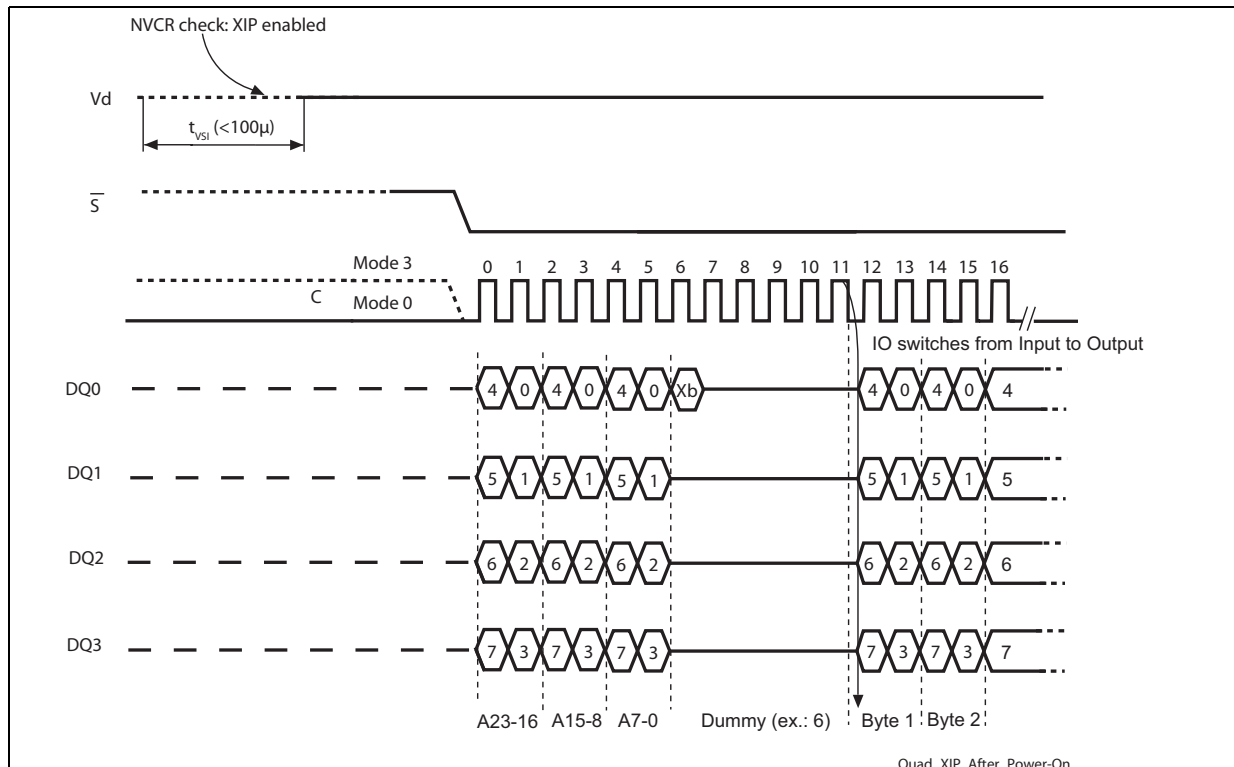 NVCR check: XIP enabled
Vd
t_VSI (<100μ)
S
Mode 3
C
Mode 0
0 1 2 3 4 5 6 7 8 9 10 11 12 13 14 15 16
IO switches from Input to Output
DQ0 4 0 4 0 4 0 Xb 4 0 4 0 4
DQ1 5 1 5 1 5 1 5 1 5 1 5
DQ2 6 2 6 2 6 2 6 2 6 2 6
DQ3 7 3 7 3 7 3 7 3 7 3 7
A23-16 A15-8 A7-0 Dummy (ex.: 6) Byte 1 Byte 2
Quad_XIP_After_Power-On